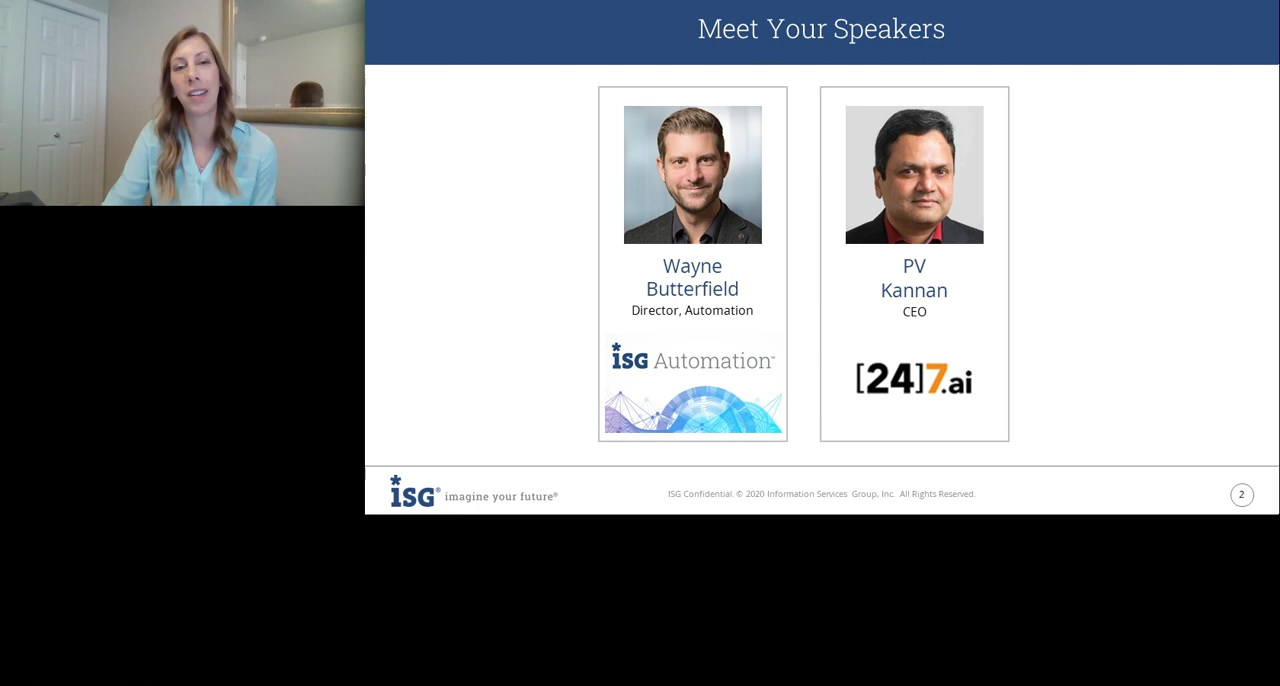 Meet Your Speakers
Wayne
Butterfield
Director, Automation
ISG Automation™
PV
Kannan
CEO
[24]7.ai
ISG® imagine your future®
ISG Confidential. © 2020 Information Services Group, Inc. All Rights Reserved.
2